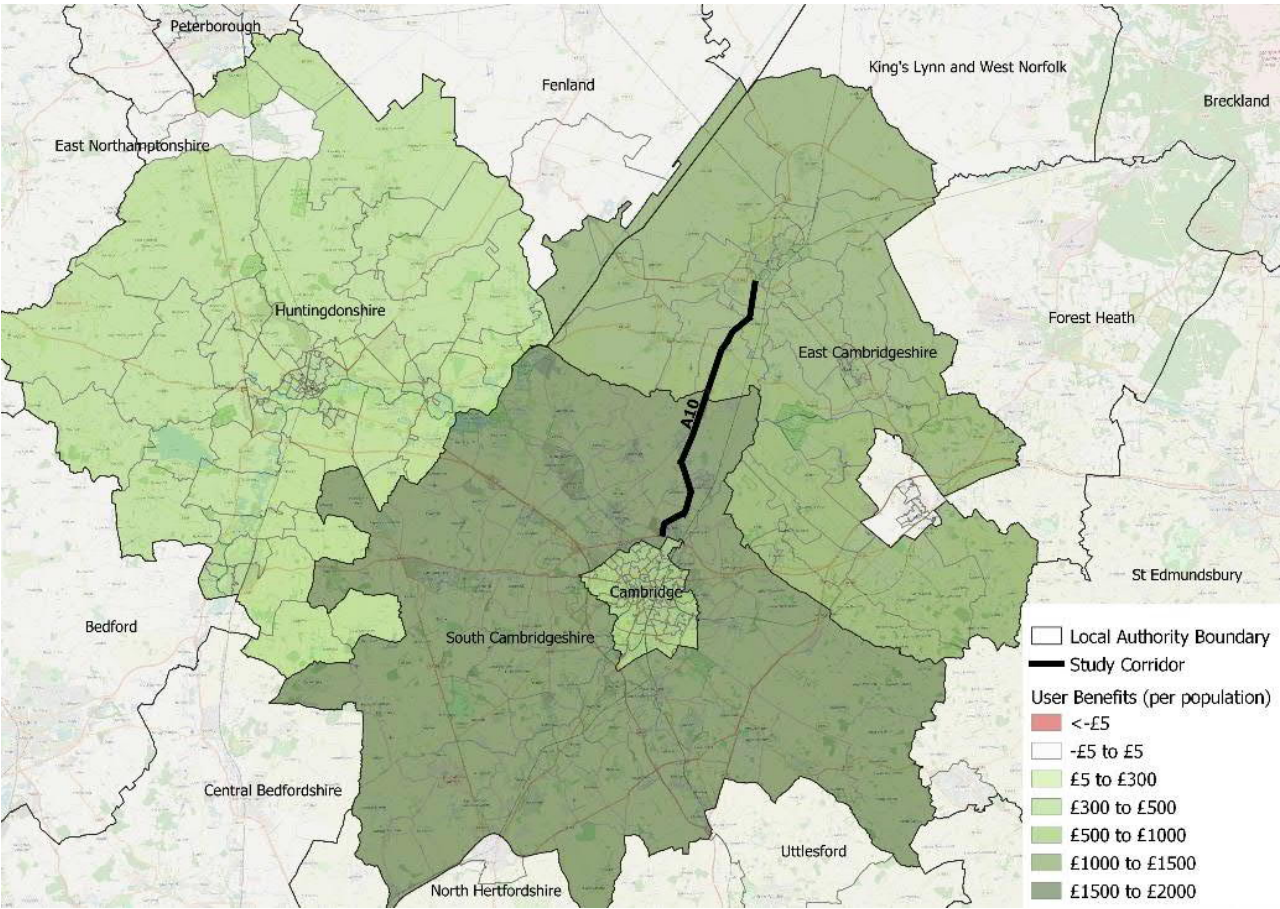 Peterborough
Fenland
King's Lynn and West Norfolk
Breckland
East Northamptonshire
Huntingdonshire
Forest Heath
East Cambridgeshire
A10
St Edmundsbury
Cambridge
Bedford
South Cambridgeshire
Central Bedfordshire
Uttlesford
North Hertfordshire
Local Authority Boundary
Study Corridor
User Benefits (per population)
<-£5
-£5 to £5
£5 to £300
£300 to £500
£500 to £1000
£1000 to £1500
£1500 to £2000